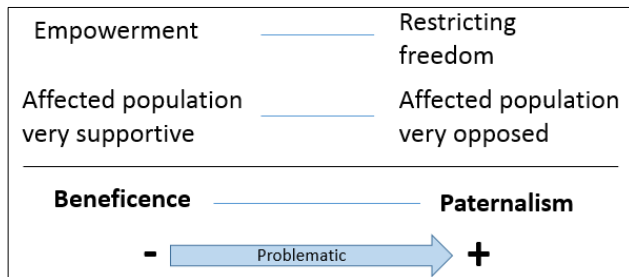 Empowerment
Restricting
freedom
Affected population
very supportive
Affected population
very opposed
Beneficence
Paternalism
- Problematic +